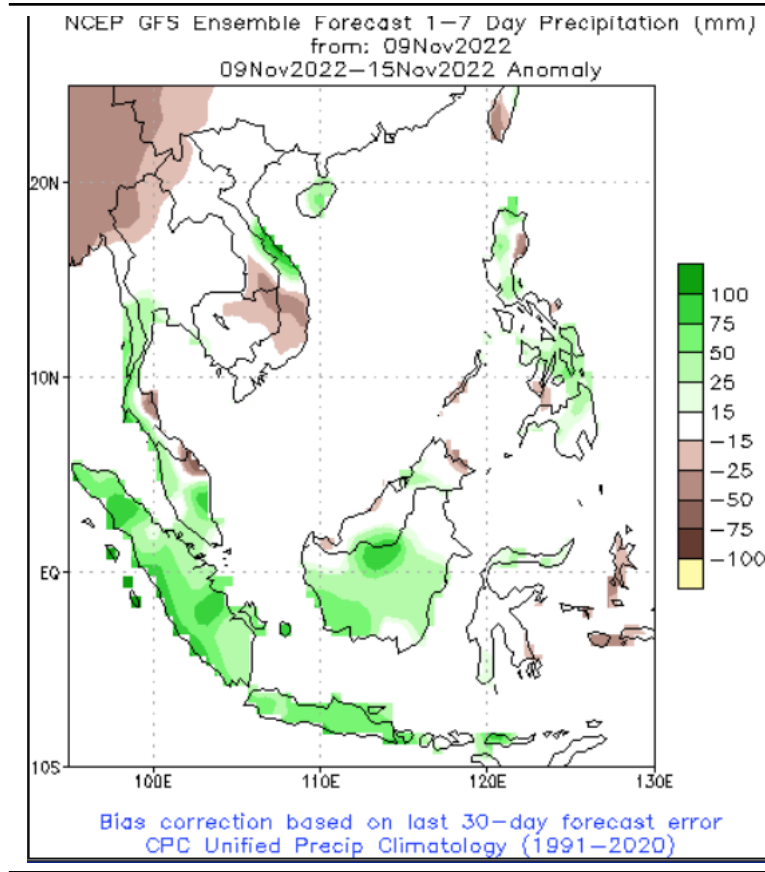 NCEP GFS Ensemble Forecast 1−7 Day Precipitation (mm)
from: 09Nov2022
09Nov2022−15Nov2022 Anomaly
20N
10N
EQ
10S
100E
110E
120E
130E
100
75
50
25
15
−15
−25
−50
−75
−100
Bias correction based on last 30−day forecast error
CPC Unified Precip Climatology (1991−2020)